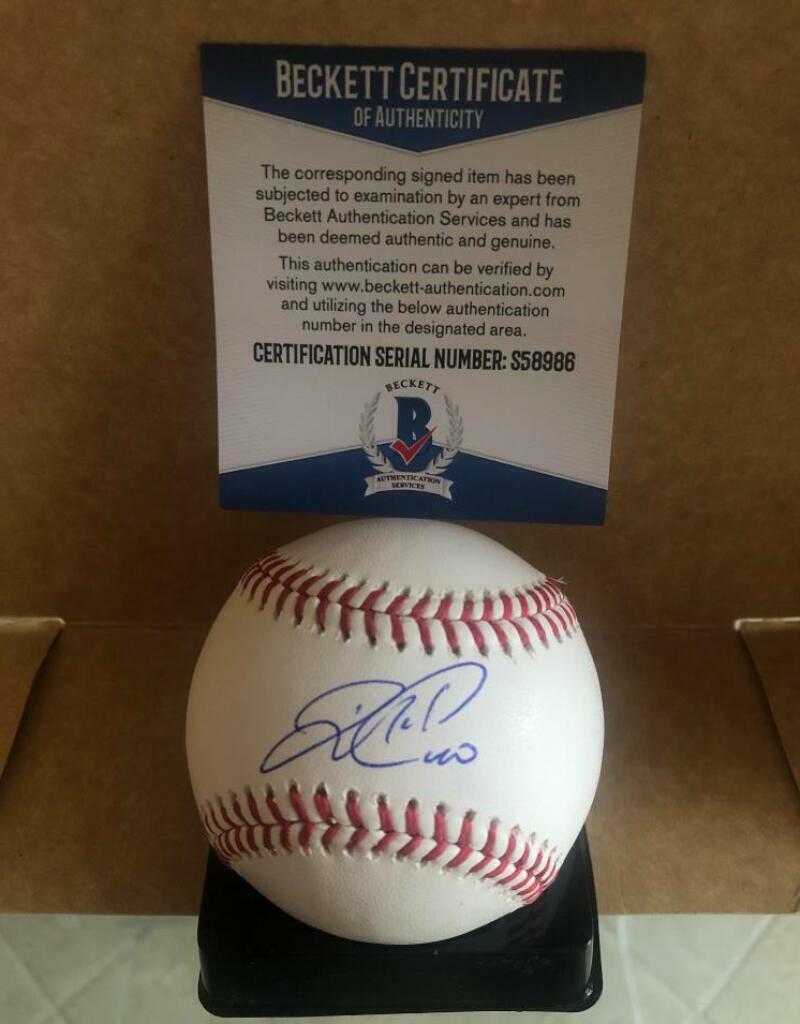 BECKETT CERTIFICATE
OF AUTHENTICITY
The corresponding signed item has been
subjected to examination by an expert from
Beckett Authentication Services and has
been deemed authentic and genuine.
This authentication can be verified by
visiting www.beckett-authentication.com
and utilizing the below authentication
number in the designated area.
CERTIFICATION SERIAL NUMBER: S58986
BECKETT
B
AUTHENTICATION
SERVICES